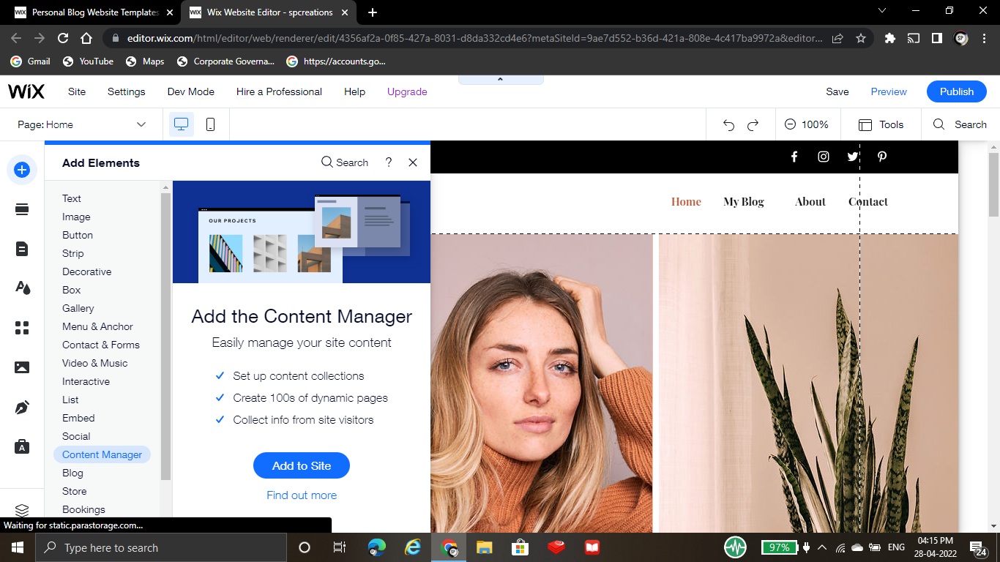 WiX Personal Blog Website Templates
WiX Wix Website Editor - spcreations
editor.wix.com/html/editor/web/renderer/edit/4356af2a-0f85-427a-8031-d8da332cd4e6?metaSiteId=9ae7d552-b36d-421a-808e-4c417ba9972a&editor...
SP
Gmail YouTube Maps Corporate Governa... https://accounts.go...
WiX Site Settings Dev Mode Hire a Professional Help Upgrade Save Preview Publish
Page: Home 100% Tools Search
Add Elements Search ?
Text
Image
Button
Strip
Decorative
Box
Gallery
Menu & Anchor
Contact & Forms
Video & Music
Interactive
List
Embed
Social
Content Manager
Blog
Store
Bookings
OUR PROJECTS
Add the Content Manager
Easily manage your site content
Set up content collections
Create 100s of dynamic pages
Collect info from site visitors
Add to Site
Find out more
Home My Blog About Contact
Waiting for static.parastorage.com...
Type here to search
97%
ENG
04:15 PM
28-04-2022
24